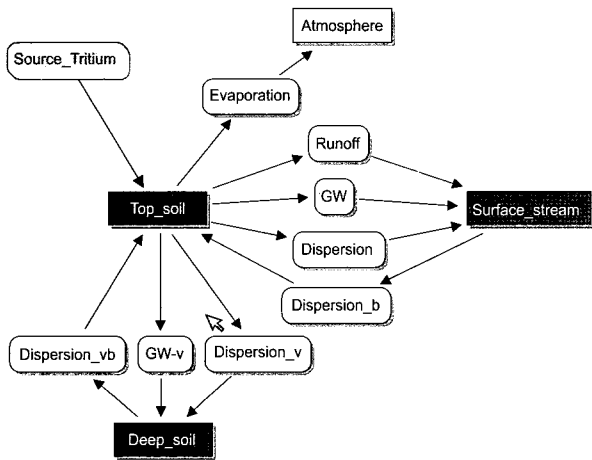 Atmosphere
Source_Tritium
Evaporation
Runoff
Top_soil
GW
Surface_stream
Dispersion
Dispersion_b
Dispersion_vb
GW-v
Dispersion_v
Deep_soil